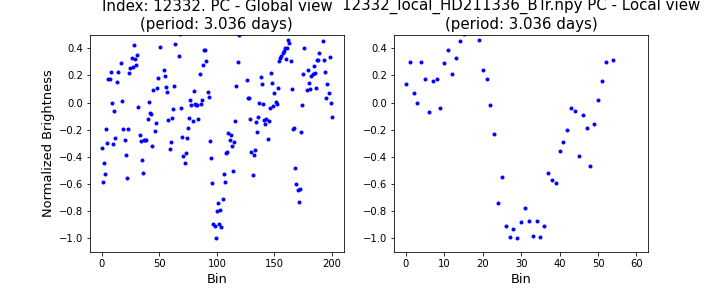 Index: 12332. PC - Global view
(period: 3.036 days)
12332_local_HD211336_BTr.npy PC - Local view
(period: 3.036 days)
Normalized Brightness
0.4
0.2
0.0
−0.2
−0.4
−0.6
−0.8
−1.0
0 50 100 150 200
Bin
0.4
0.2
0.0
−0.2
−0.4
−0.6
−0.8
−1.0
0 10 20 30 40 50 60
Bin